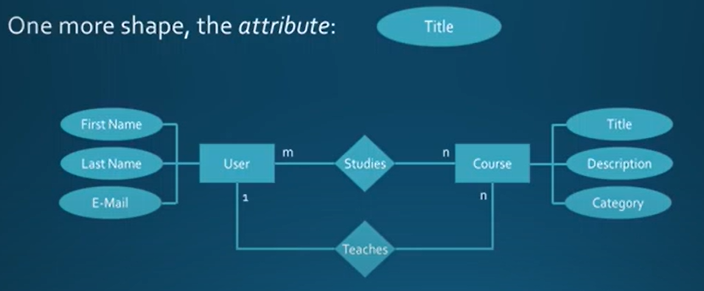 One more shape, the attribute:
Title
First Name
Last Name
E-Mail
User
m
Studies
n
Course
Title
Description
Category
1
n
Teaches